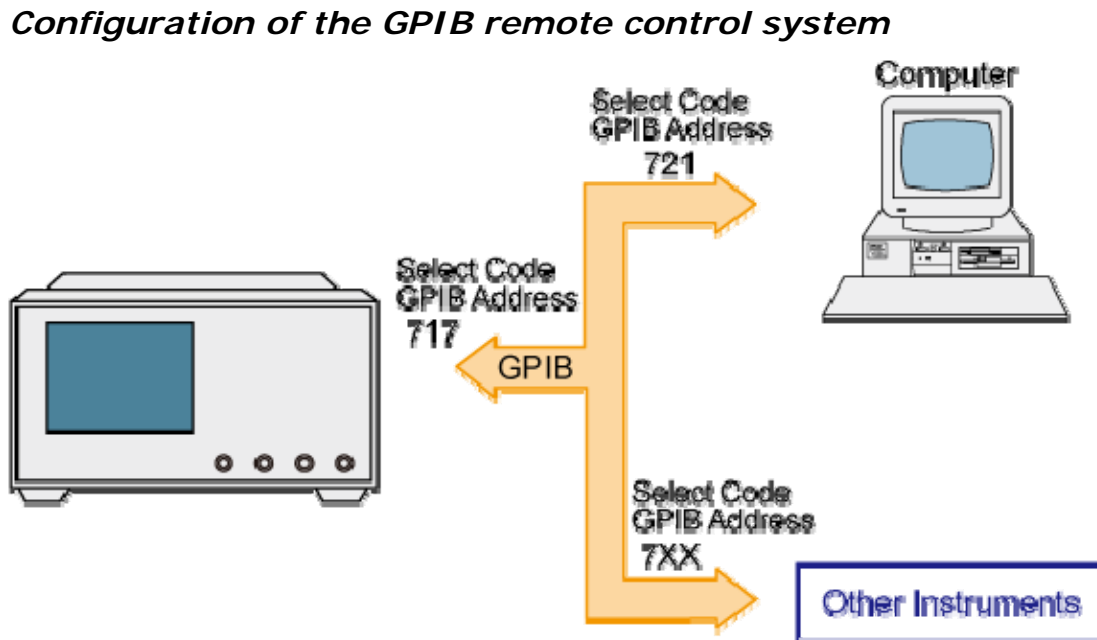 Configuration of the GPIB remote control system
Computer
Select Code
GPIB Address
721
Select Code
GPIB Address
717
GPIB
Select Code
GPIB Address
7XX
Other Instruments